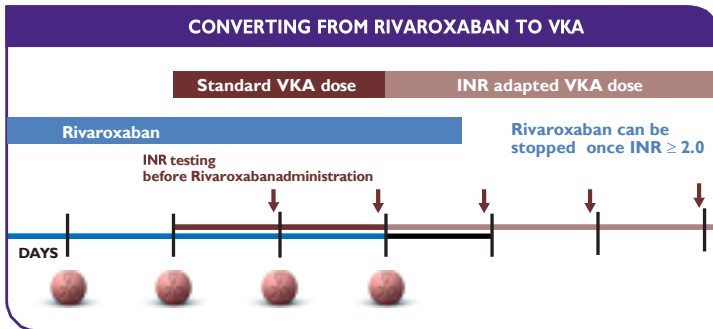 CONVERTING FROM RIVAROXABAN TO VKA
Standard VKA dose
INR adapted VKA dose
Rivaroxaban
Rivaroxaban can be
stopped once INR ≥ 2.0
INR testing
before Rivaroxabanadministration
DAYS